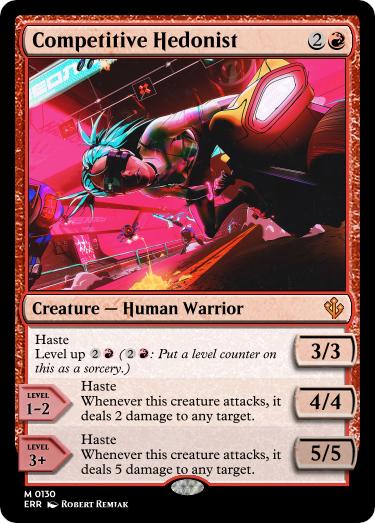 Competitive Hedonist 2
Creature — Human Warrior
Haste
Level up 2 R (2 R: Put a level counter on
this as a sorcery.)
3/3
LEVEL
1-2
Haste
Whenever this creature attacks, it
deals 2 damage to any target.
4/4
LEVEL
3+
Haste
Whenever this creature attacks, it
deals 5 damage to any target.
5/5
M 0130
ERR ROBERT REMIAK